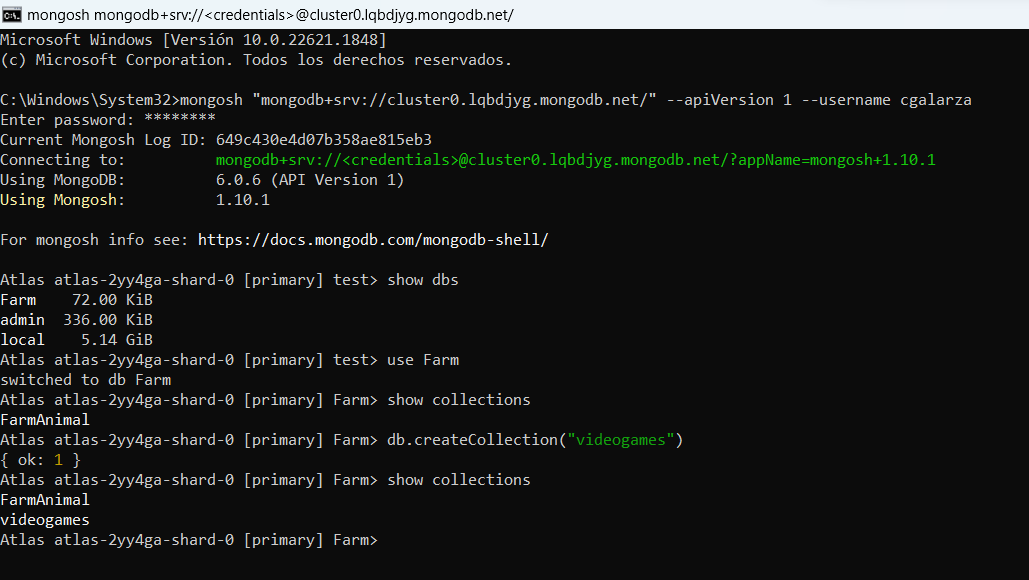 mongosh mongodb+srv://<credentials>@cluster0.lqbdjyg.mongodb.net/
Microsoft Windows [Versión 10.0.22621.1848]
(c) Microsoft Corporation. Todos los derechos reservados.
C:\Windows\System32>mongosh "mongodb+srv://cluster0.lqbdjyg.mongodb.net/" --apiVersion 1 --username cgalarza
Enter password: ********
Current Mongosh Log ID: 649c430e4d07b358ae815eb3
Connecting to:          mongodb+srv://<credentials>@cluster0.lqbdjyg.mongodb.net/?appName=mongosh+1.10.1
Using MongoDB:          6.0.6 (API Version 1)
Using Mongosh:          1.10.1
For mongosh info see: https://docs.mongodb.com/mongodb-shell/
Atlas atlas-2yy4ga-shard-0 [primary] test> show dbs
Farm    72.00 KiB
admin  336.00 KiB
local    5.14 GiB
Atlas atlas-2yy4ga-shard-0 [primary] test> use Farm
switched to db Farm
Atlas atlas-2yy4ga-shard-0 [primary] Farm> show collections
FarmAnimal
Atlas atlas-2yy4ga-shard-0 [primary] Farm> db.createCollection("videogames")
{ ok: 1 }
Atlas atlas-2yy4ga-shard-0 [primary] Farm> show collections
FarmAnimal
videogames
Atlas atlas-2yy4ga-shard-0 [primary] Farm>